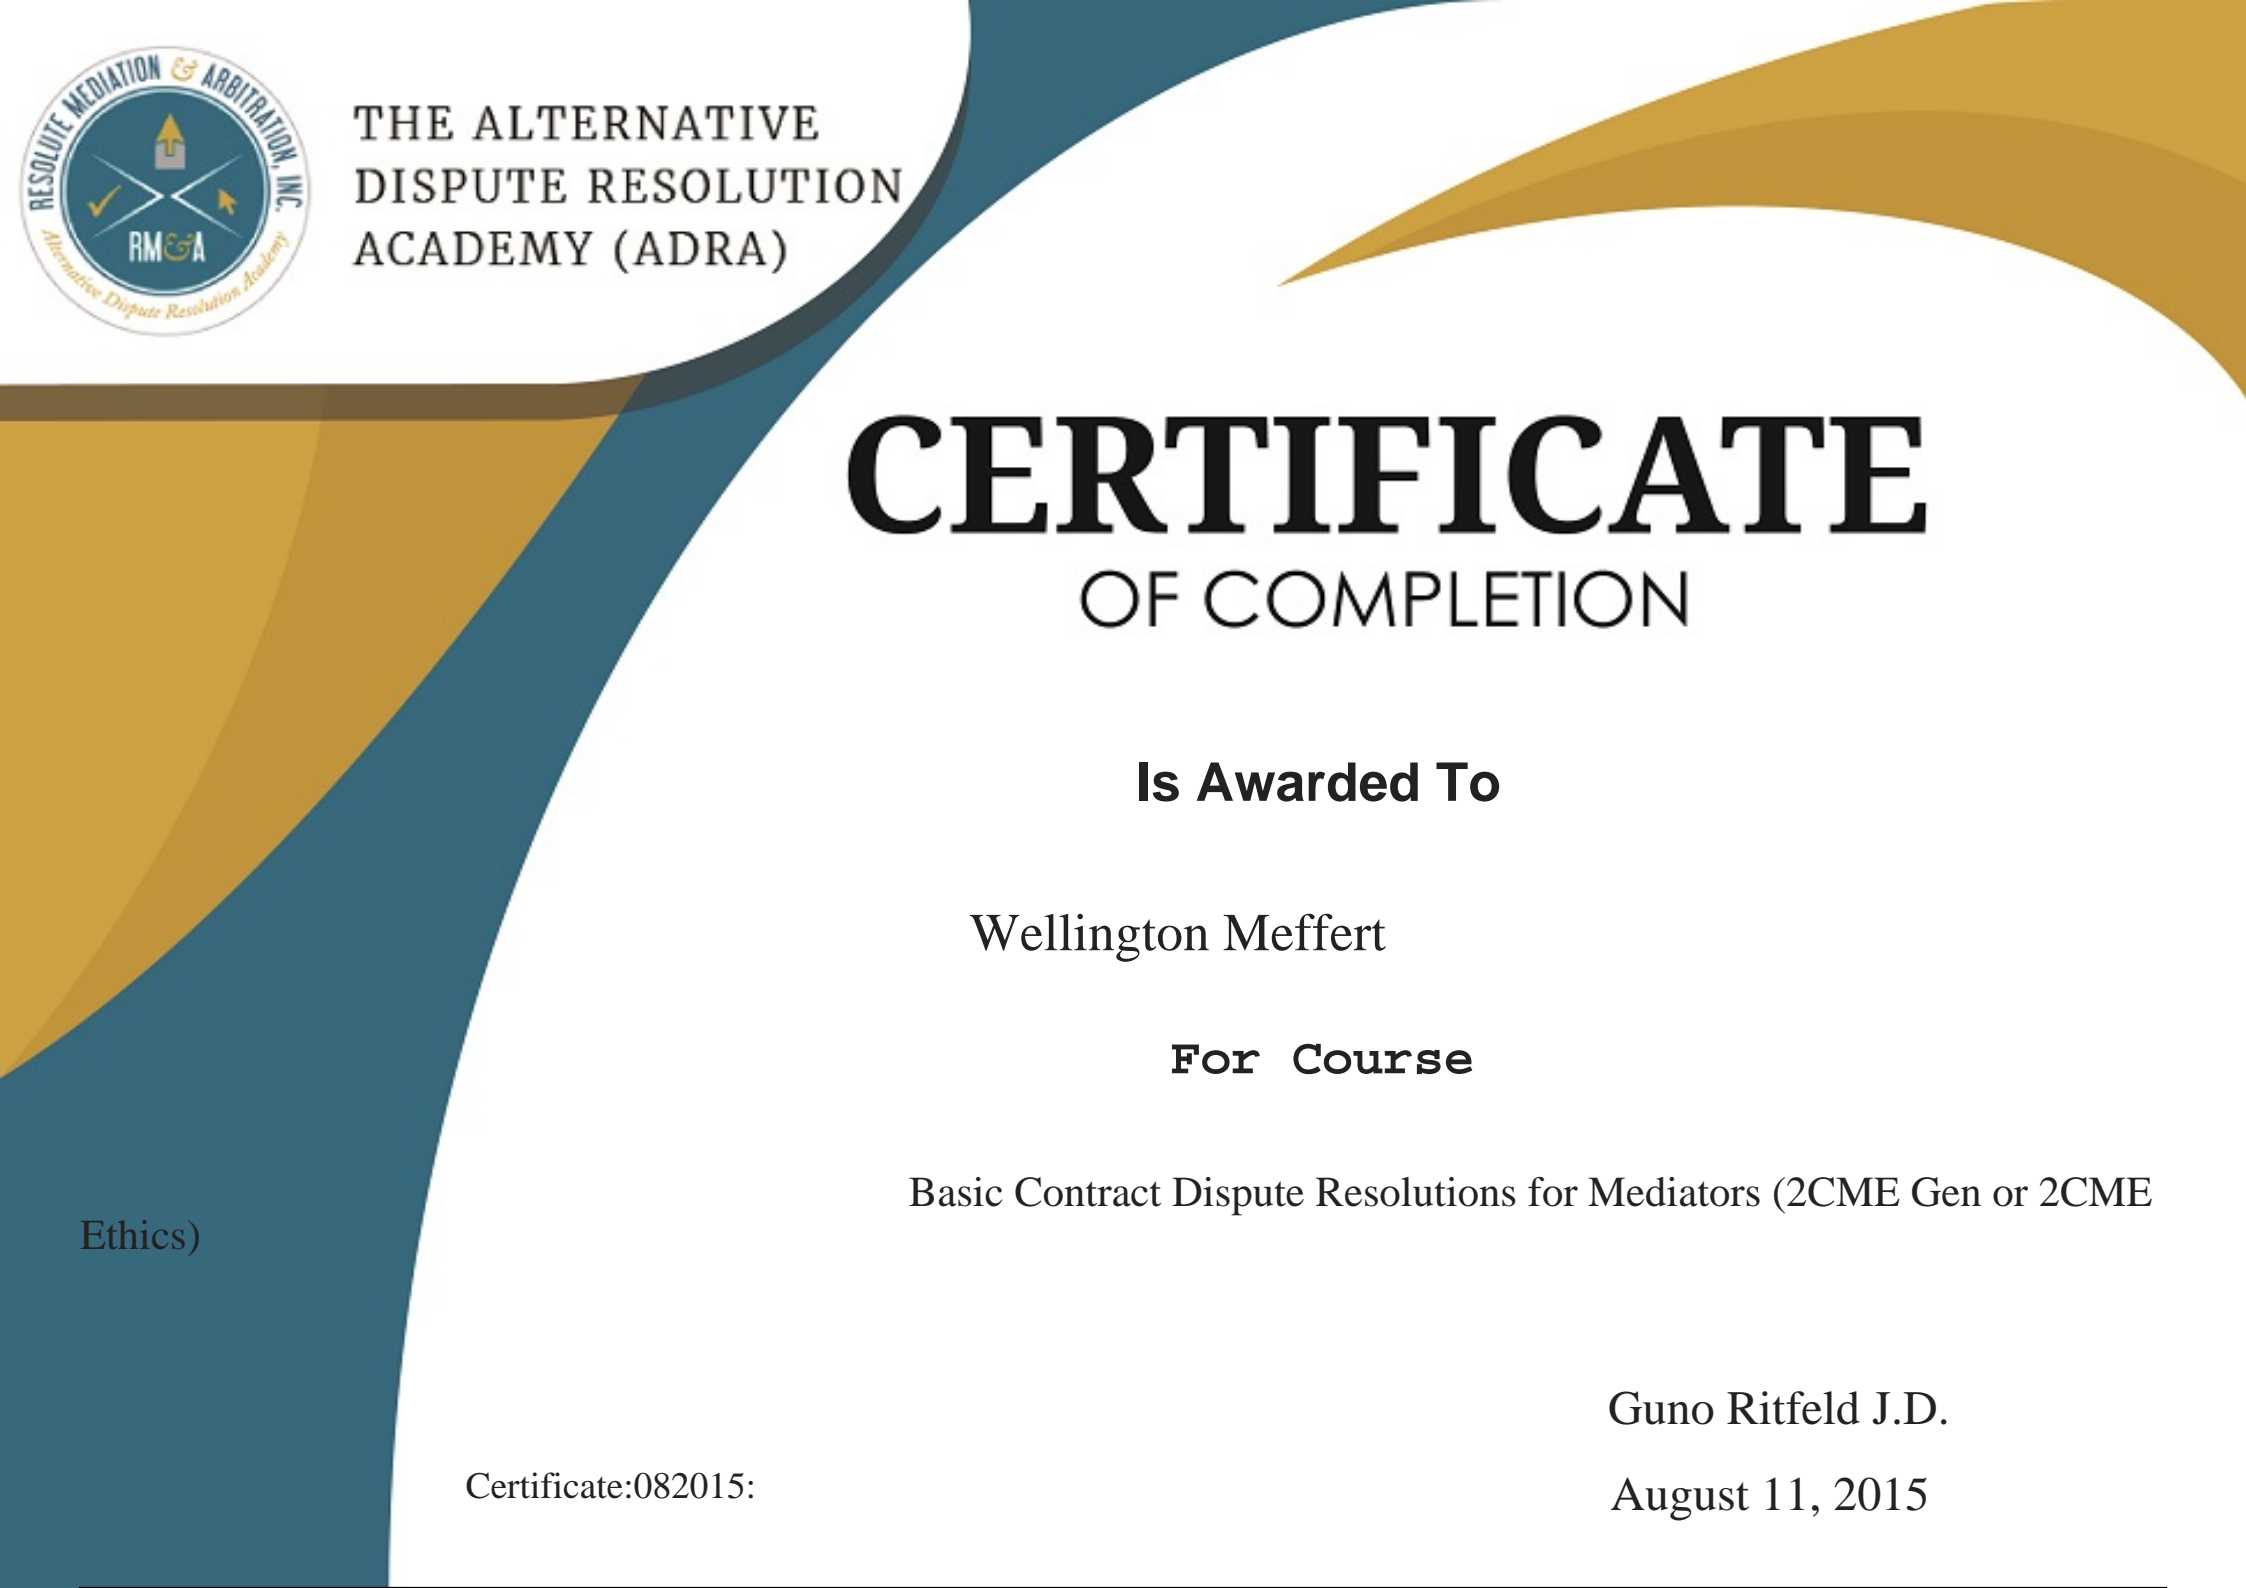 RESOLUTE MEDIATION & ARBITRATION, INC.
RM&A
Alternative Dispute Resolution Academy
THE ALTERNATIVE
DISPUTE RESOLUTION
ACADEMY (ADRA)
CERTIFICATE
OF COMPLETION
Is Awarded To
Wellington Meffert
For Course
Basic Contract Dispute Resolutions for Mediators (2CME Gen or 2CME
Ethics)
Guno Ritfeld J.D.
Certificate:082015:
August 11, 2015